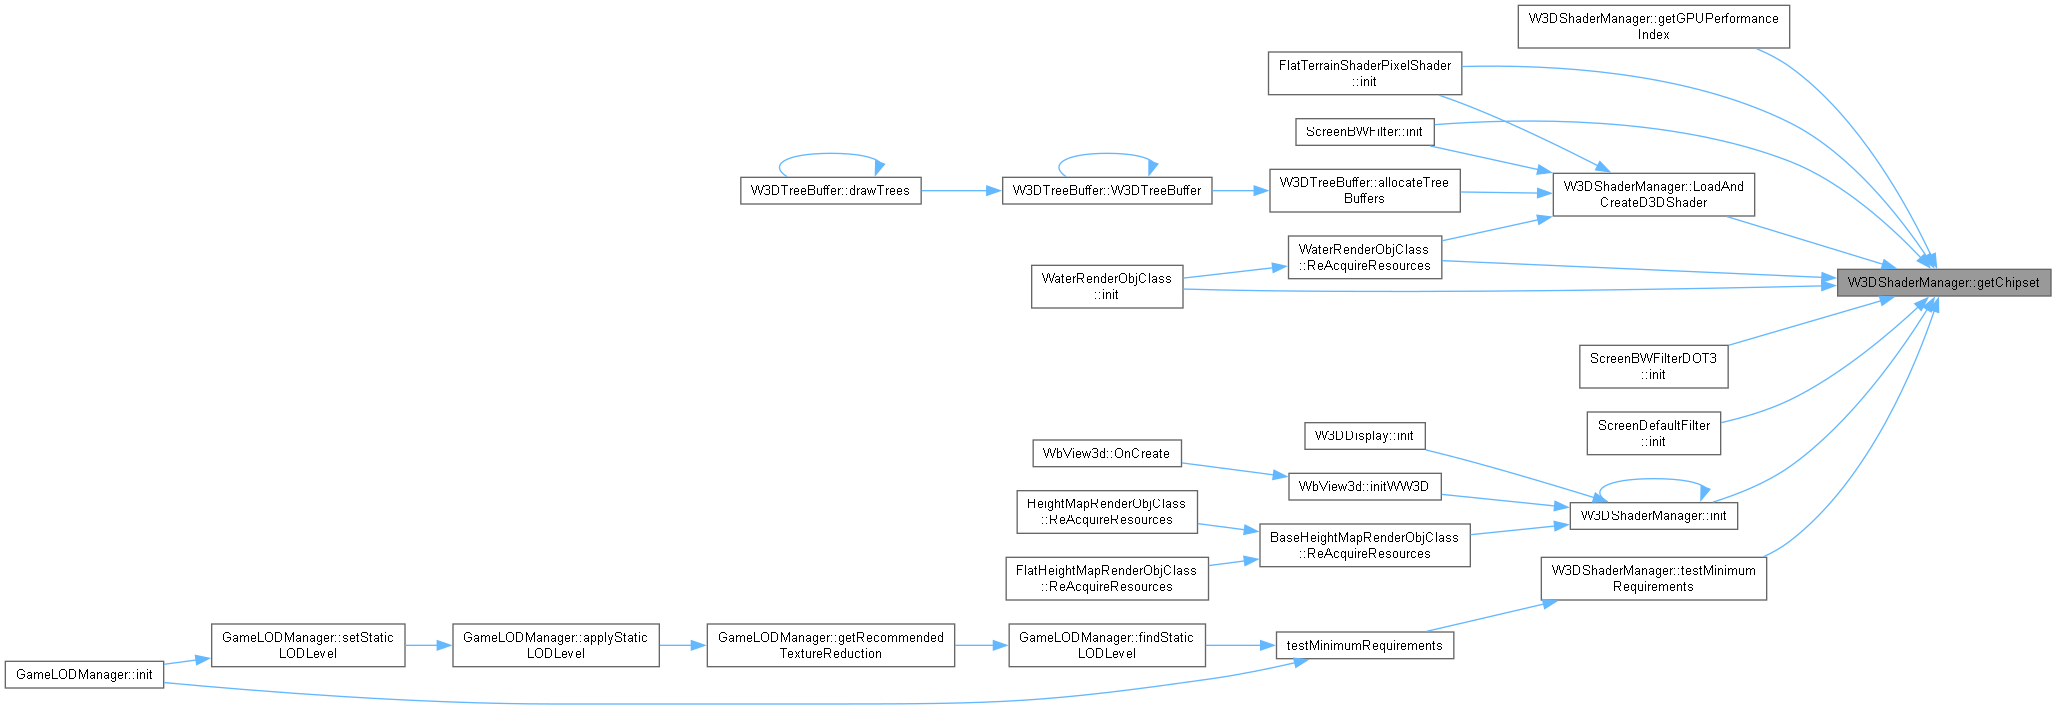 W3DShaderManager::getGPUPerformance
Index
FlatTerrainShaderPixelShader
::init
ScreenBWFilter::init
W3DTreeBuffer::drawTrees
W3DTreeBuffer::W3DTreeBuffer
W3DTreeBuffer::allocateTree
Buffers
W3DShaderManager::LoadAnd
CreateD3DShader
WaterRenderObjClass
::ReAcquireResources
WaterRenderObjClass
::init
W3DShaderManager::getChipset
ScreenBWFilterDOT3
::init
ScreenDefaultFilter
::init
W3DDisplay::init
WbView3d::OnCreate
WbView3d::initWW3D
HeightMapRenderObjClass
::ReAcquireResources
W3DShaderManager::init
BaseHeightMapRenderObjClass
::ReAcquireResources
FlatHeightMapRenderObjClass
::ReAcquireResources
W3DShaderManager::testMinimum
Requirements
GameLODManager::setStatic
LODLevel
GameLODManager::applyStatic
LODLevel
GameLODManager::getRecommended
TextureReduction
GameLODManager::findStatic
LODLevel
testMinimumRequirements
GameLODManager::init